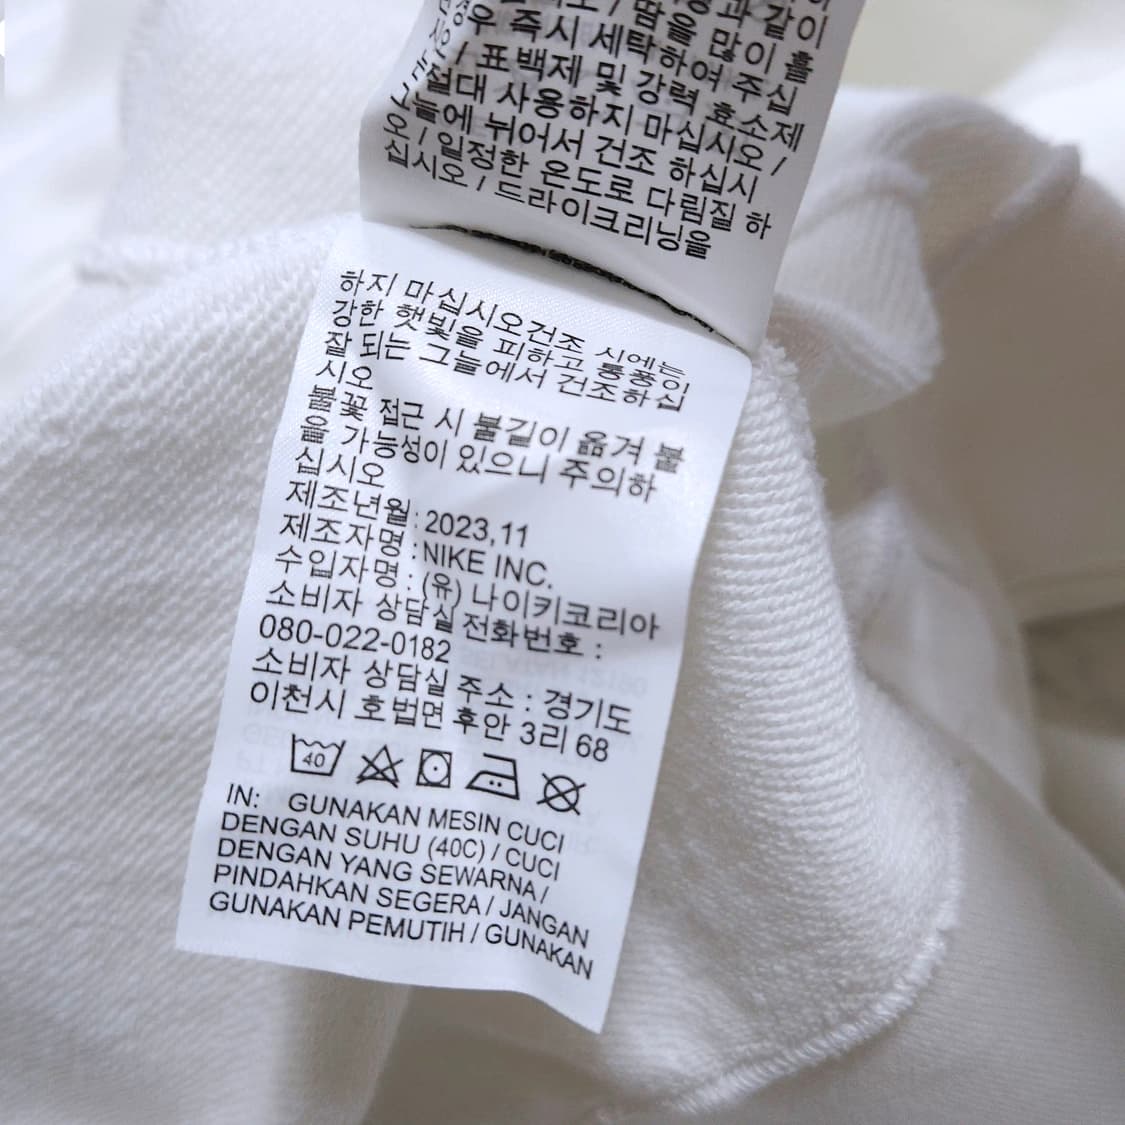 과 같이
/ 땀을 많이 흘
우 즉시 세탁하여 주십
/ 표백제 및 강력 효소제
절대 사용하지 마십시오 /
그늘에 뉘어서 건조 하십시
오 / 일정한 온도로 다림질 하
십시오 / 드라이크리닝을
하지 마십시오건조 시에는
강한 햇빛을 피하고 통풍이
잘 되는 그늘에서 건조하십
시오
불꽃 접근 시 불길이 옮겨 붙
을 가능성이 있으니 주의하
십시오
제조년월 : 2023,11
제조자명 : NIKE INC.
수입자명 : (유) 나이키코리아
소비자 상담실 전화번호 :
080-022-0182
소비자 상담실 주소 : 경기도
이천시 호법면 후안 3리 68
40
IN: GUNAKAN MESIN CUCI
DENGAN SUHU (40C) / CUCI
DENGAN YANG SEWARNA /
PINDAHKAN SEGERA / JANGAN
GUNAKAN PEMUTIH / GUNAKAN